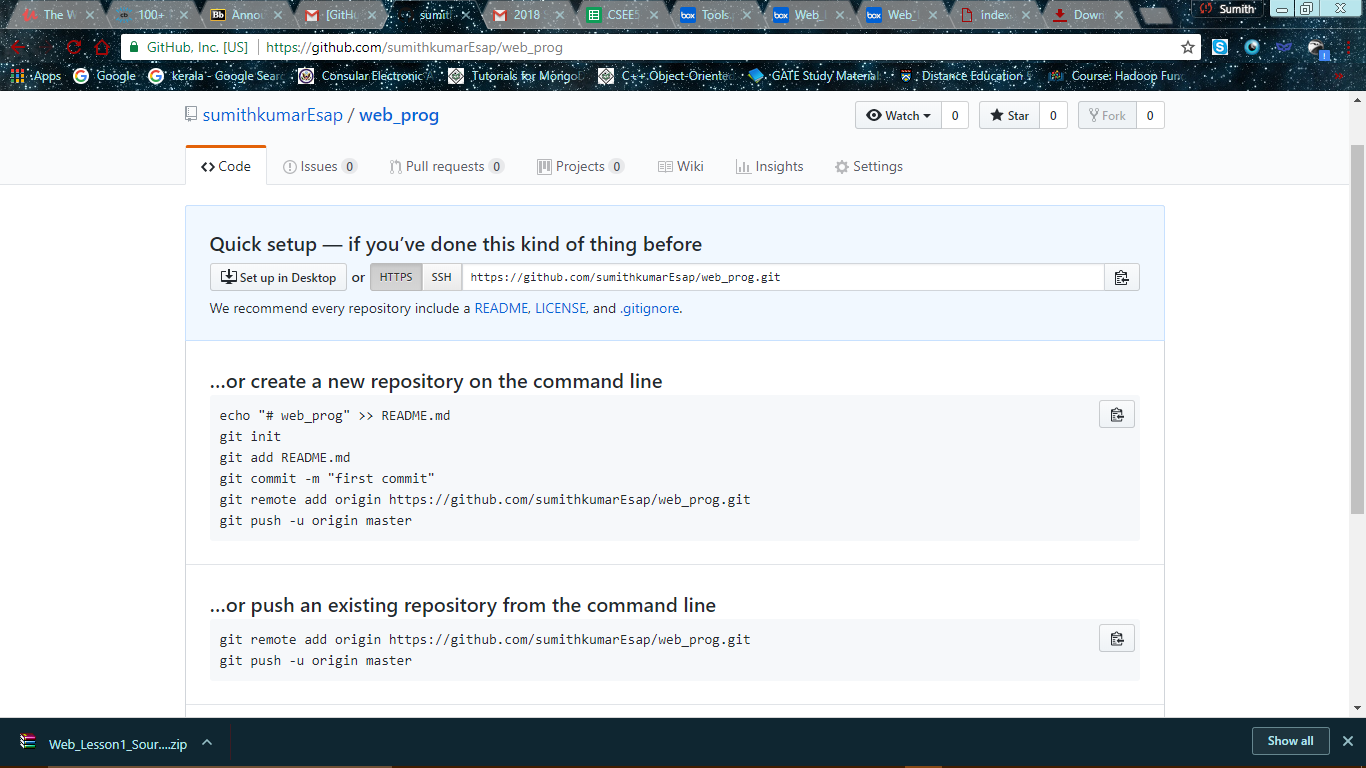 The W
100+
Bb Annou
[GitHu
sumit
2018
.CSEE5
box Tools
box Web_
box Web_
index
Down
Sumith
GitHub, Inc. [US] | https://github.com/sumithkumarEsap/web_prog
Apps Google kerala - Google Sear Consular Electronic A Tutorials for Mongo C++ Object-Oriente GATE Study Material Distance Education Course: Hadoop Fun
sumithkumarEsap / web_prog
Watch 0 Star 0 Fork 0
Code Issues 0 Pull requests 0 Projects 0 Wiki Insights Settings
Quick setup — if you’ve done this kind of thing before
Set up in Desktop or HTTPS SSH https://github.com/sumithkumarEsap/web_prog.git
We recommend every repository include a README, LICENSE, and .gitignore.
…or create a new repository on the command line
echo "# web_prog" >> README.md
git init
git add README.md
git commit -m "first commit"
git remote add origin https://github.com/sumithkumarEsap/web_prog.git
git push -u origin master
…or push an existing repository from the command line
git remote add origin https://github.com/sumithkumarEsap/web_prog.git
git push -u origin master
Web_Lesson1_Sour....zip Show all